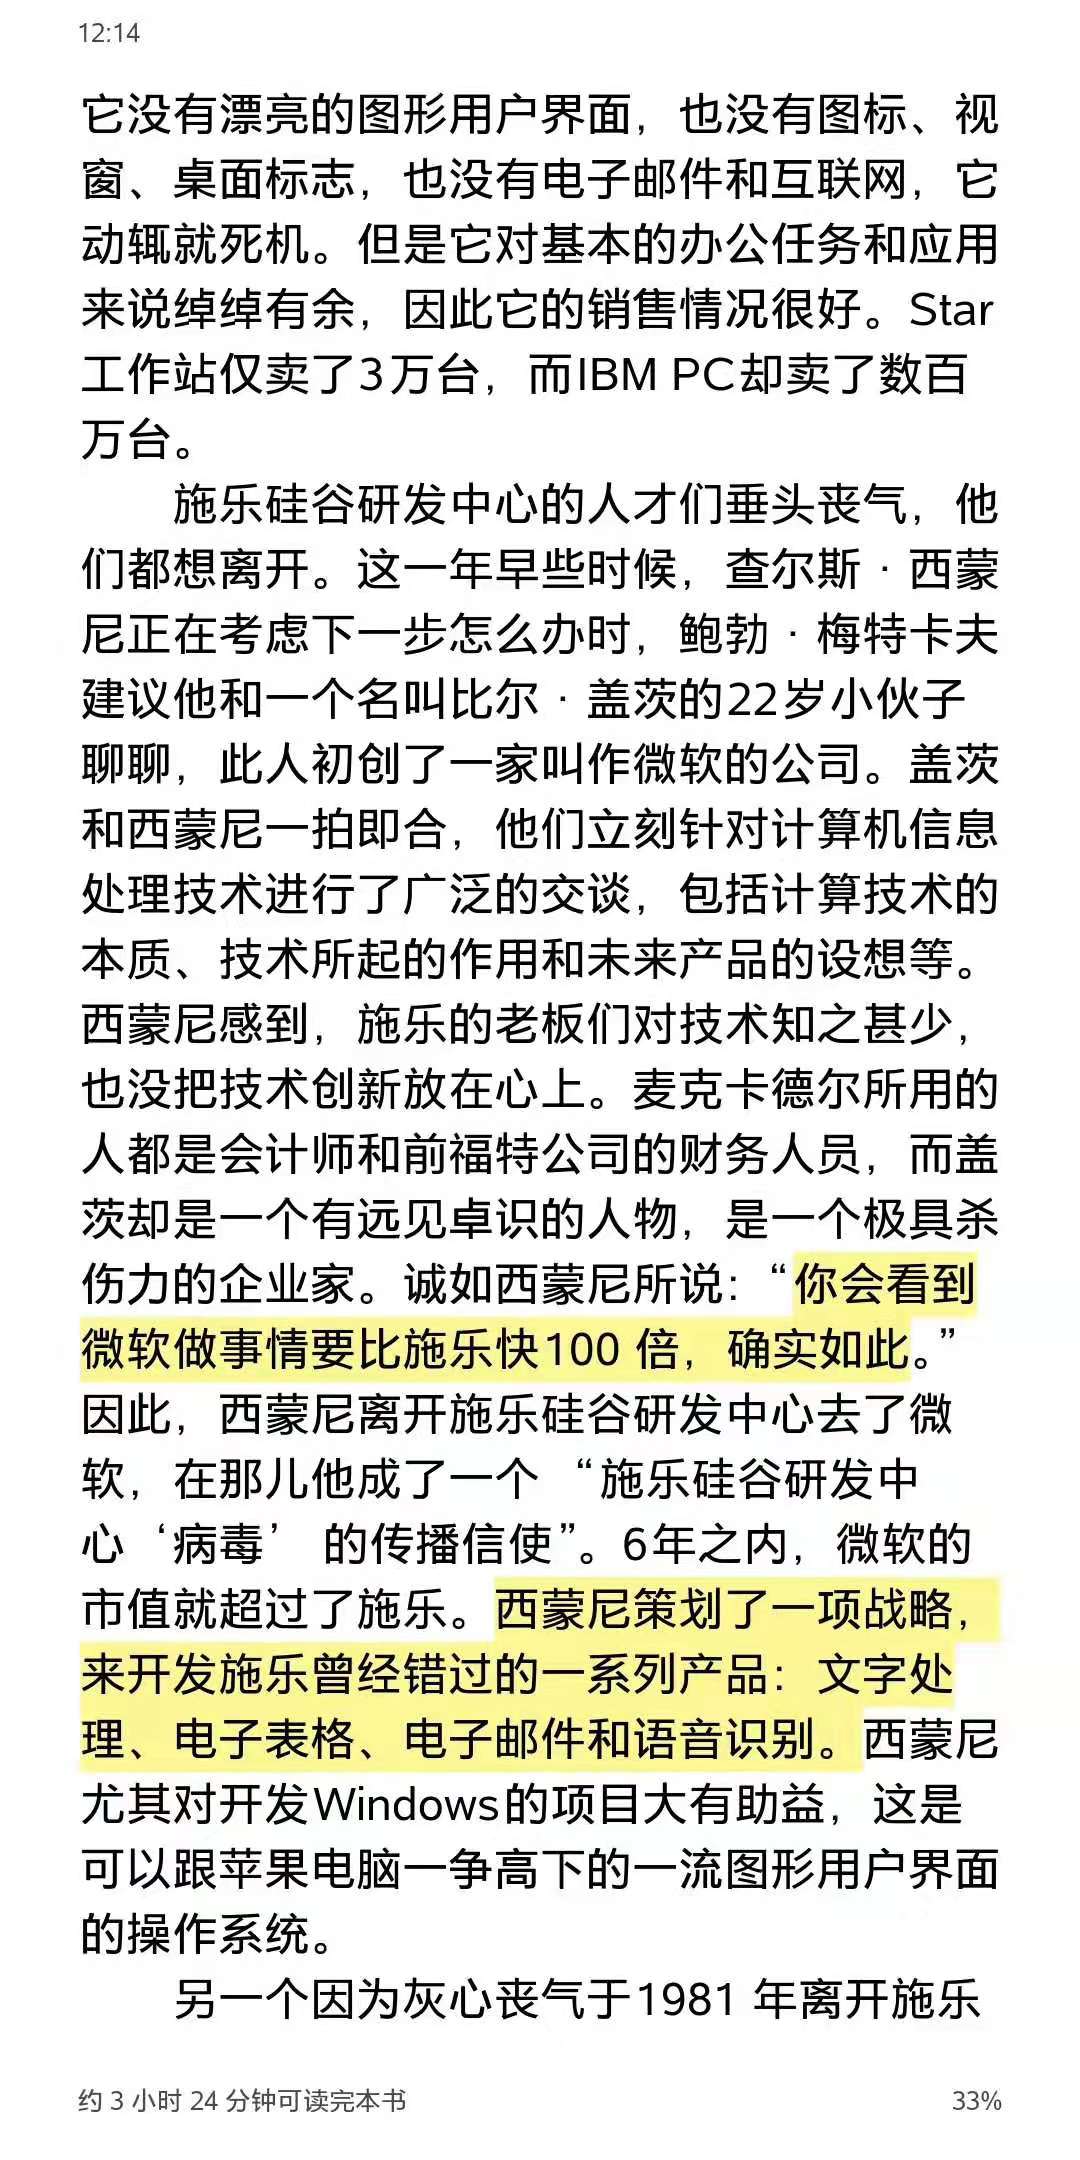 12:14
它没有漂亮的图形用户界面，也没有图标、视
窗、桌面标志，也没有电子邮件和互联网，它
动辄就死机。但是它对基本的办公任务和应用
来说绰绰有余，因此它的销售情况很好。Star
工作站仅卖了3万台，而IBM PC却卖了数百
万台。
施乐硅谷研发中心的人才们垂头丧气，他
们都想离开。这一年早些时候，查尔斯·西蒙
尼正在考虑下一步怎么办时，鲍勃·梅特卡夫
建议他和一个名叫比尔·盖茨的22岁小伙子
聊聊，此人初创了一家叫作微软的公司。盖茨
和西蒙尼一拍即合，他们立刻针对计算机信息
处理技术进行了广泛的交谈，包括计算技术的
本质、技术所起的作用和未来产品的设想等。
西蒙尼感到，施乐的老板们对技术知之甚少，
也没把技术创新放在心上。麦克卡德尔所用的
人都是会计师和前福特公司的财务人员，而盖
茨却是一个有远见卓识的人物，是一个极具杀
伤力的企业家。诚如西蒙尼所说：“你会看到
微软做事情要比施乐快100 倍，确实如此。”
因此，西蒙尼离开施乐硅谷研发中心去了微
软，在那儿他成了一个 “施乐硅谷研发中
心‘病毒’ 的传播信使”。6年之内，微软的
市值就超过了施乐。西蒙尼策划了一项战略，
来开发施乐曾经错过的一系列产品：文字处
理、电子表格、电子邮件和语音识别。西蒙尼
尤其对开发Windows的项目大有助益，这是
可以跟苹果电脑一争高下的一流图形用户界面
的操作系统。
另一个因为灰心丧气于1981 年离开施乐
约 3 小时 24 分钟可读完本书
33%